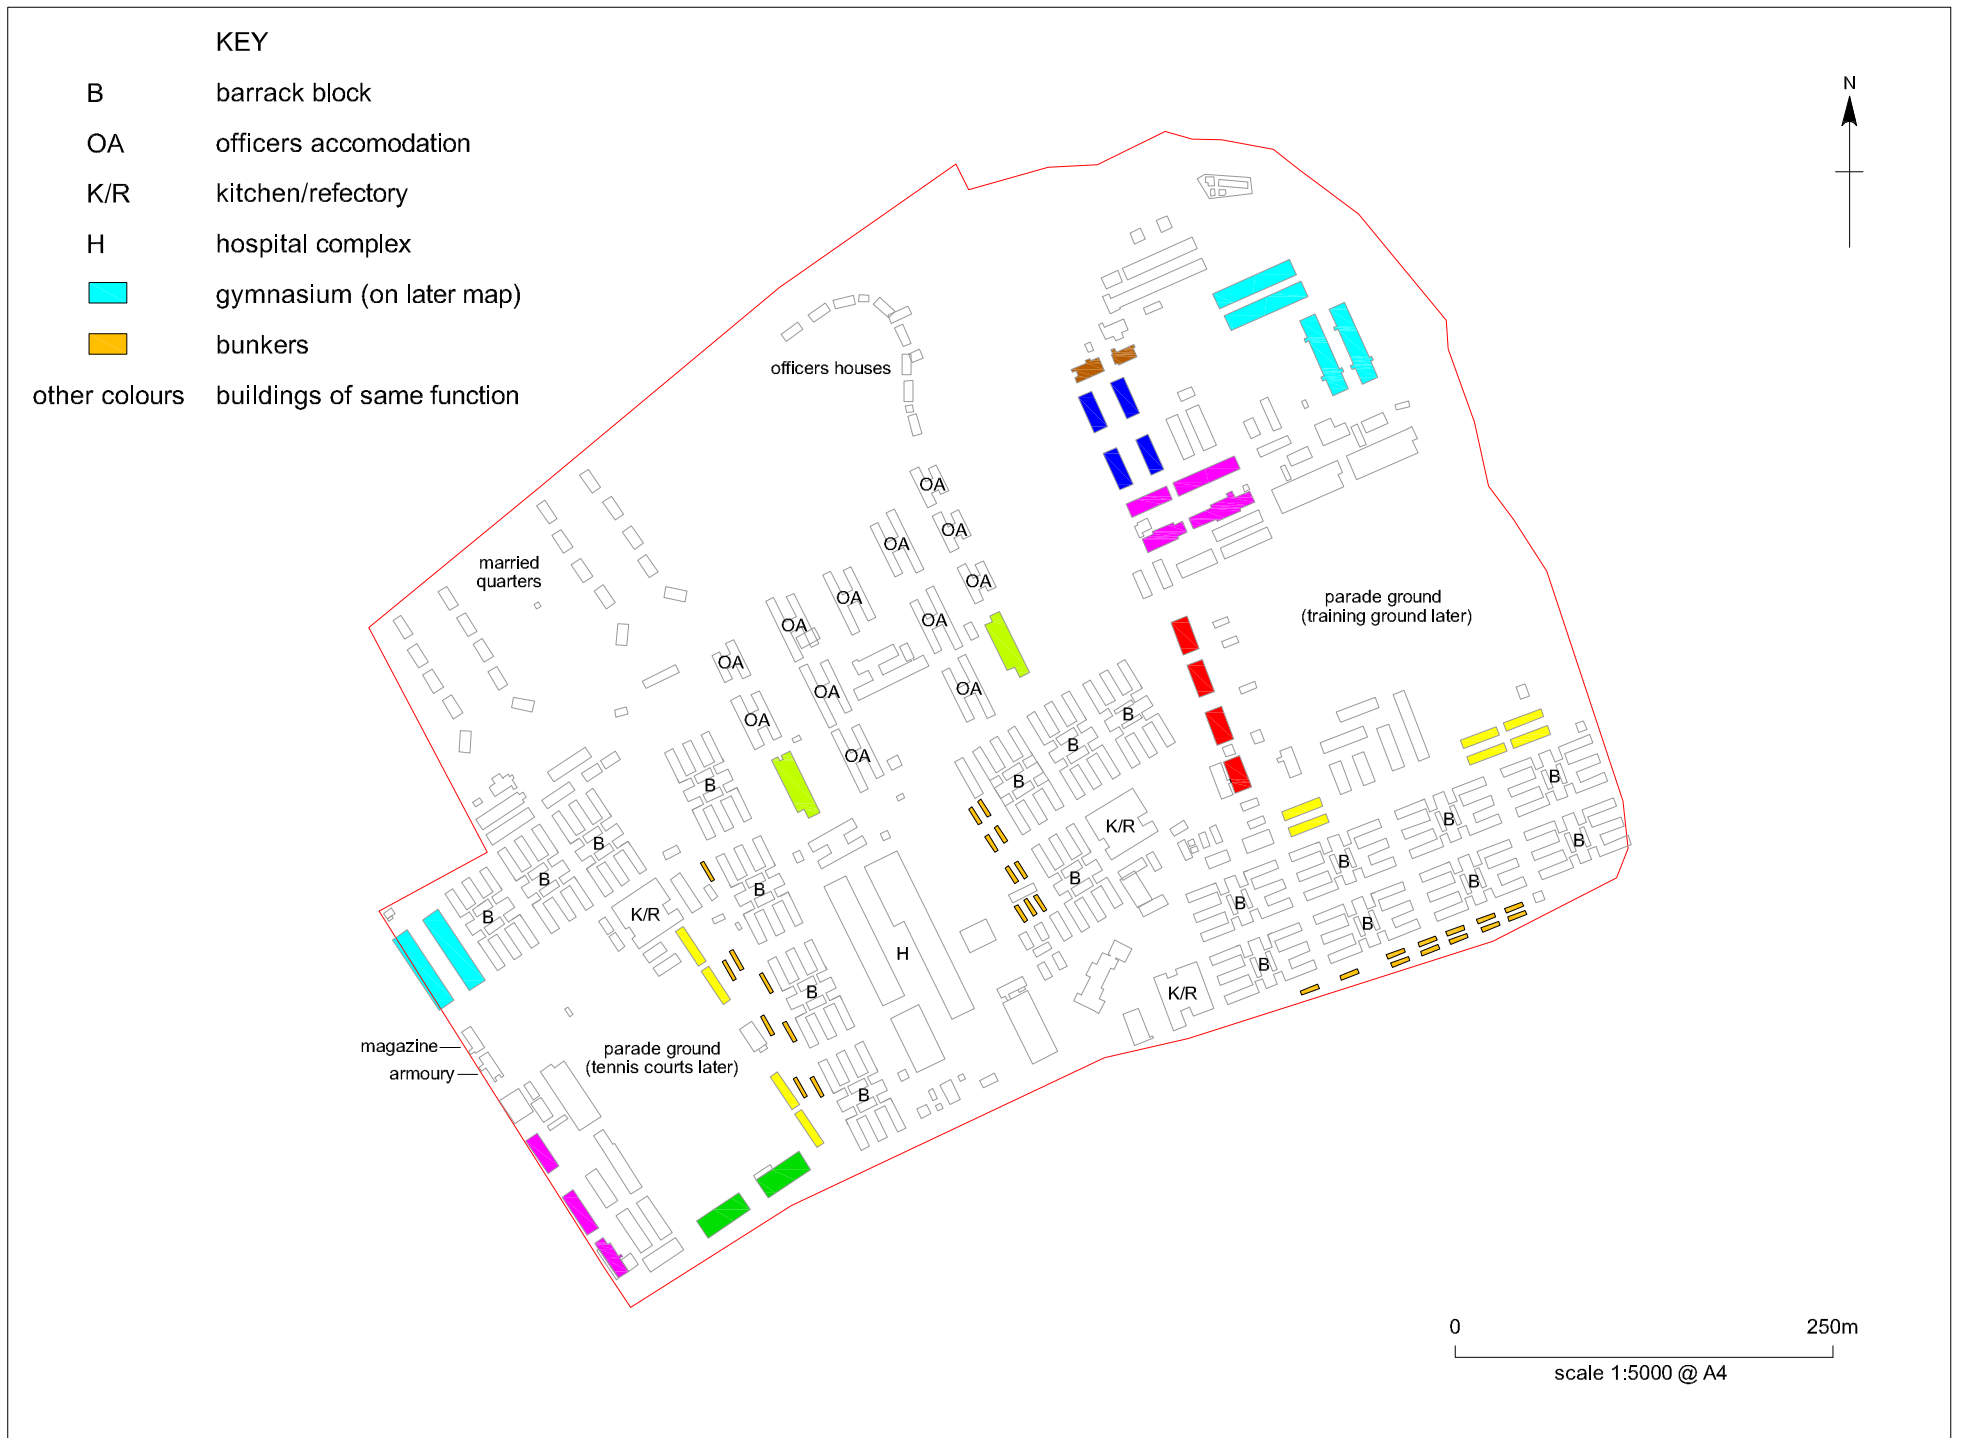 KEY
B barrack block
OA officers accomodation
K/R kitchen/refectory
H hospital complex
gymnasium (on later map)
bunkers
other colours buildings of same function
N
officers houses
OA
married
quarters
OA
OA
OA
OA
parade ground
(training ground later)
OA
OA
OA
OA
OA
OA
B
OA
B
OA
B
B
B
B
K/R
B
B
B
B
B
B
B
B
B
K/R
B
B
H
B
B
K/R
magazine
parade ground
(tennis courts later)
armoury
B
0 250m
scale 1:5000 @ A4